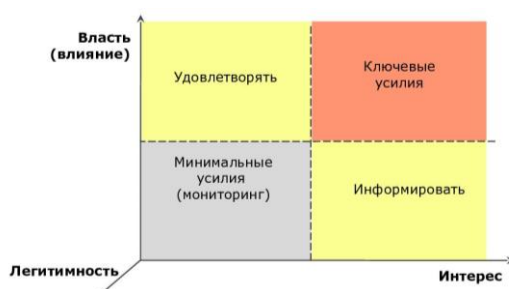 Власть
(влияние)
Удовлетворять
Ключевые
усилия
Минимальные
усилия
(мониторинг)
Информировать
Легитимность
Интерес